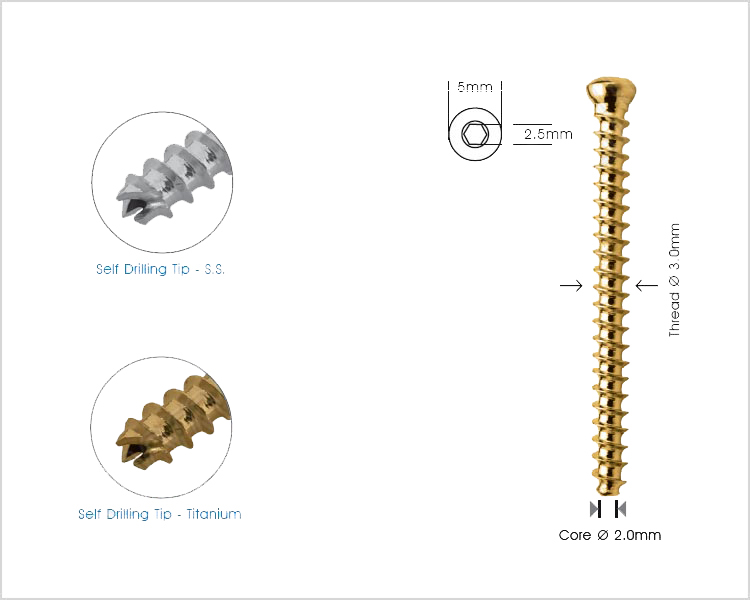 5mm
2.5mm
Self Drilling Tip - S.S.
Thread Ø 3.0mm
Self Drilling Tip - Titanium
Core Ø 2.0mm